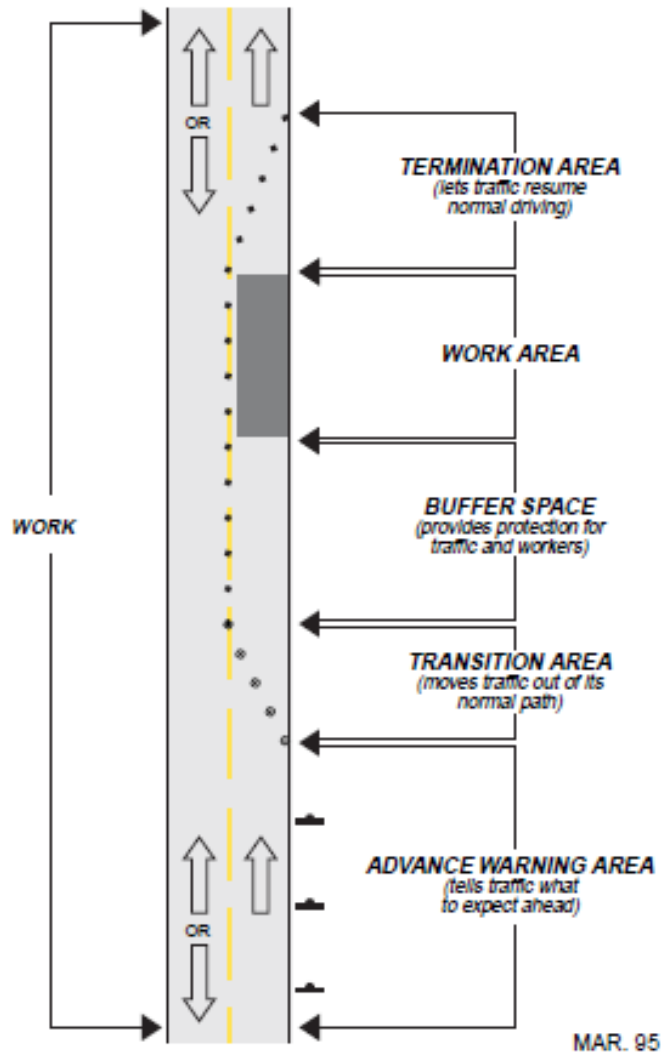 OR
TERMINATION AREA
(lets traffic resume
normal driving)
WORK AREA
BUFFER SPACE
(provides protection for
traffic and workers)
WORK
TRANSITION AREA
(moves traffic out of its
normal path)
ADVANCE WARNING AREA
(tells traffic what
to expect ahead)
OR
MAR. 95